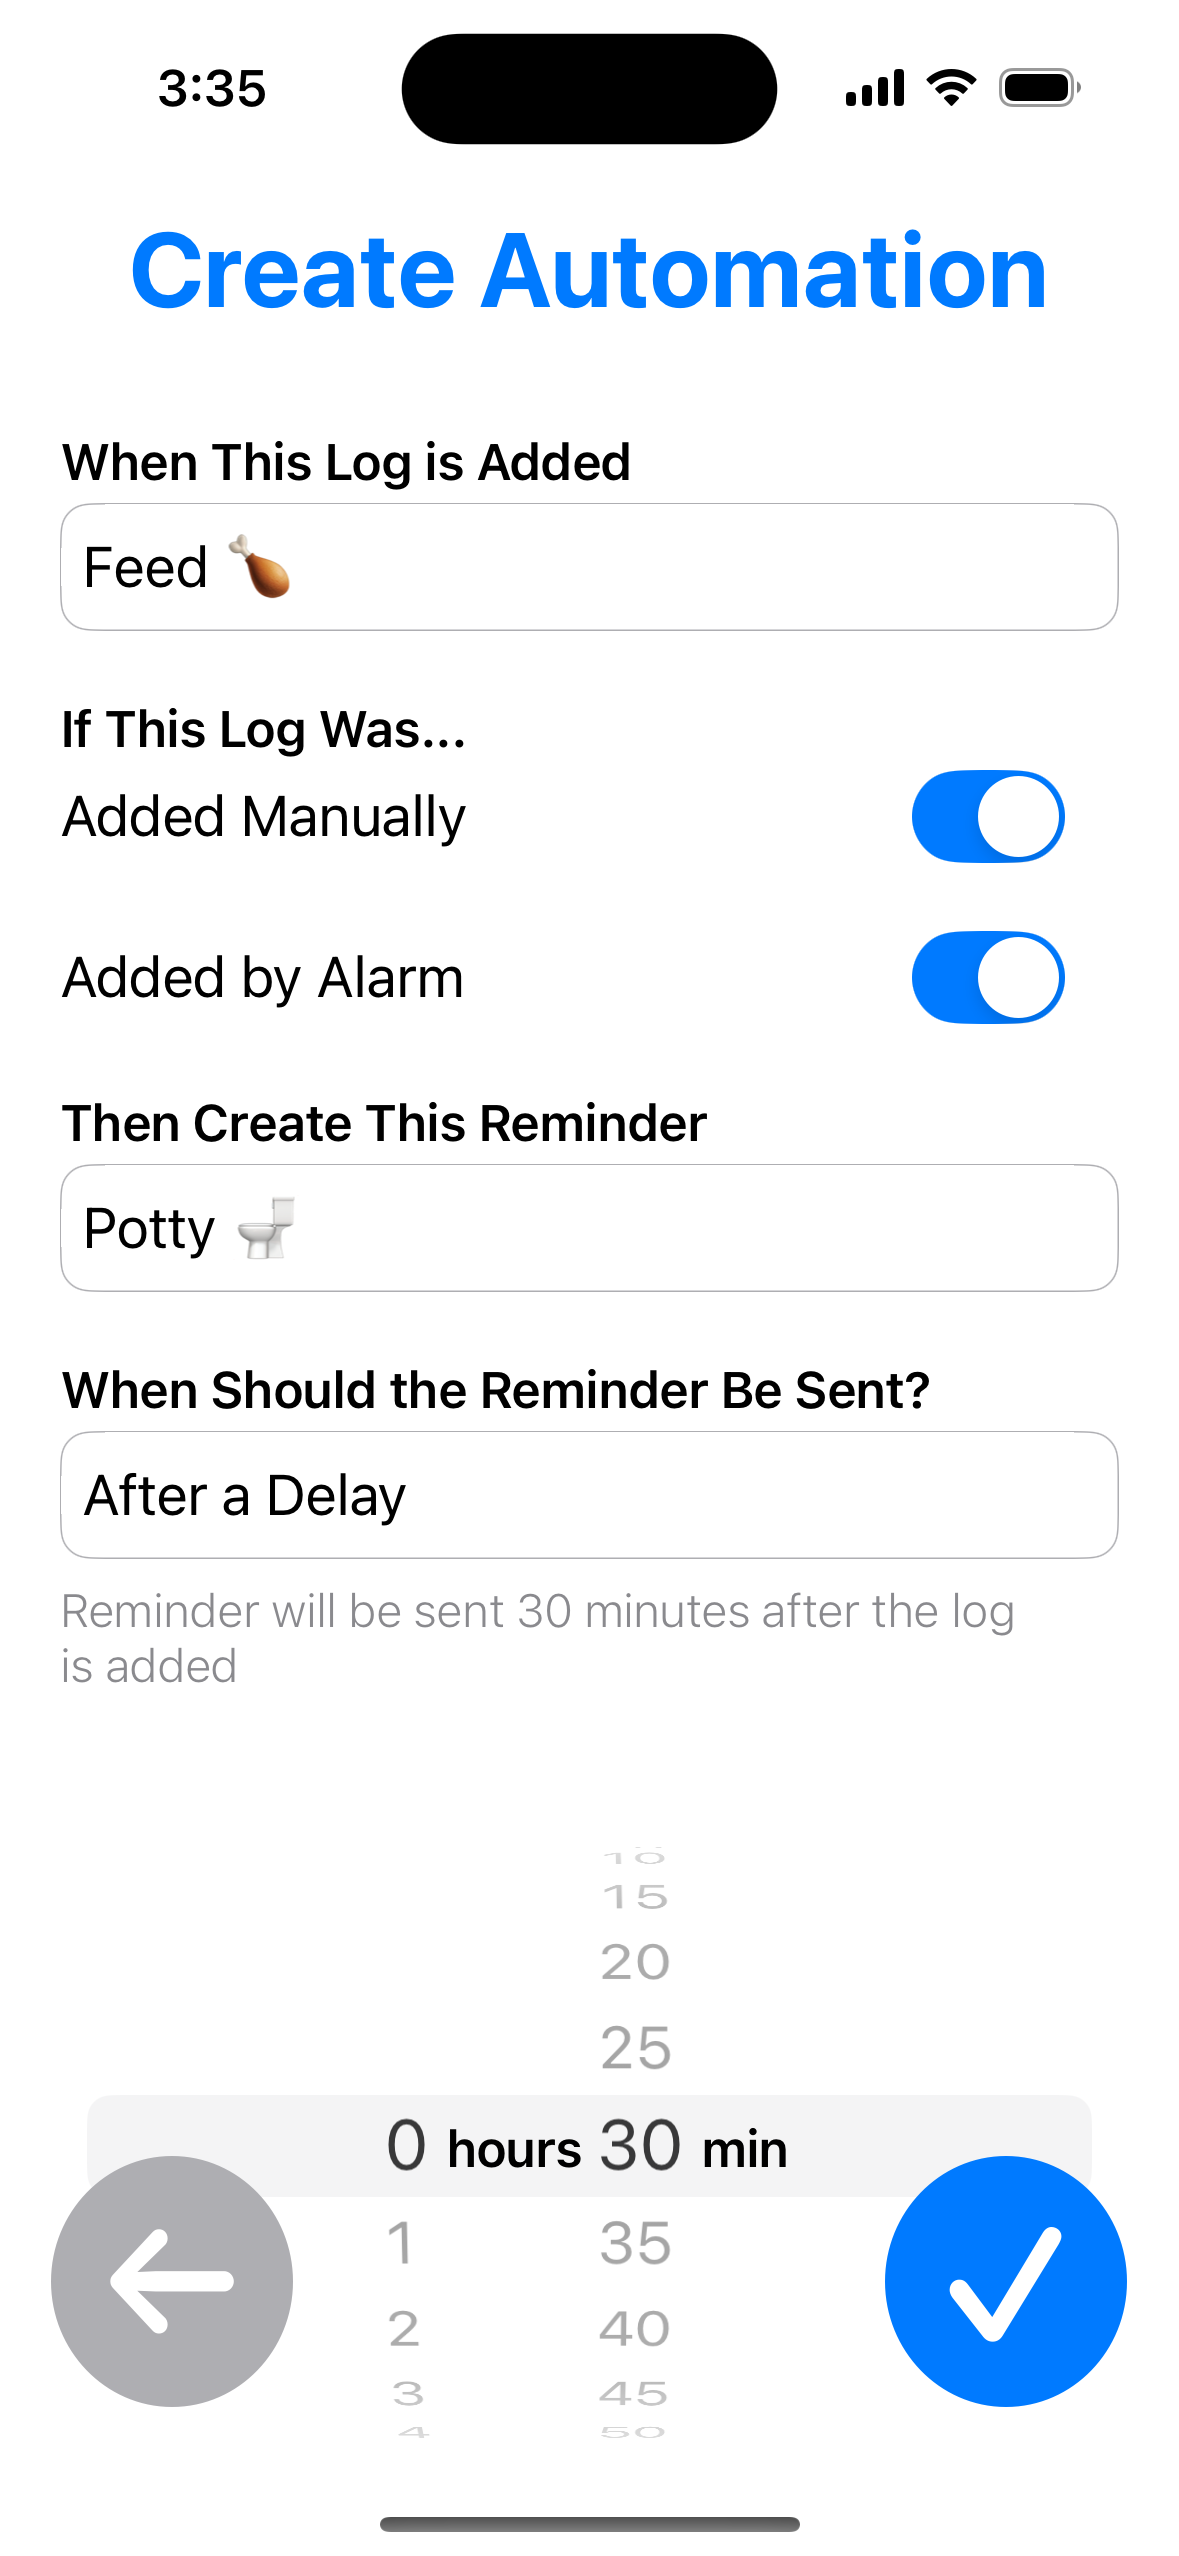 3:35
Create Automation
When This Log is Added
Feed 🍗
If This Log Was...
Added Manually
Added by Alarm
Then Create This Reminder
Potty 🚽
When Should the Reminder Be Sent?
After a Delay
Reminder will be sent 30 minutes after the log
is added
10
15
20
25
0 hours 30 min
1 35
2 40
3 45
4 50